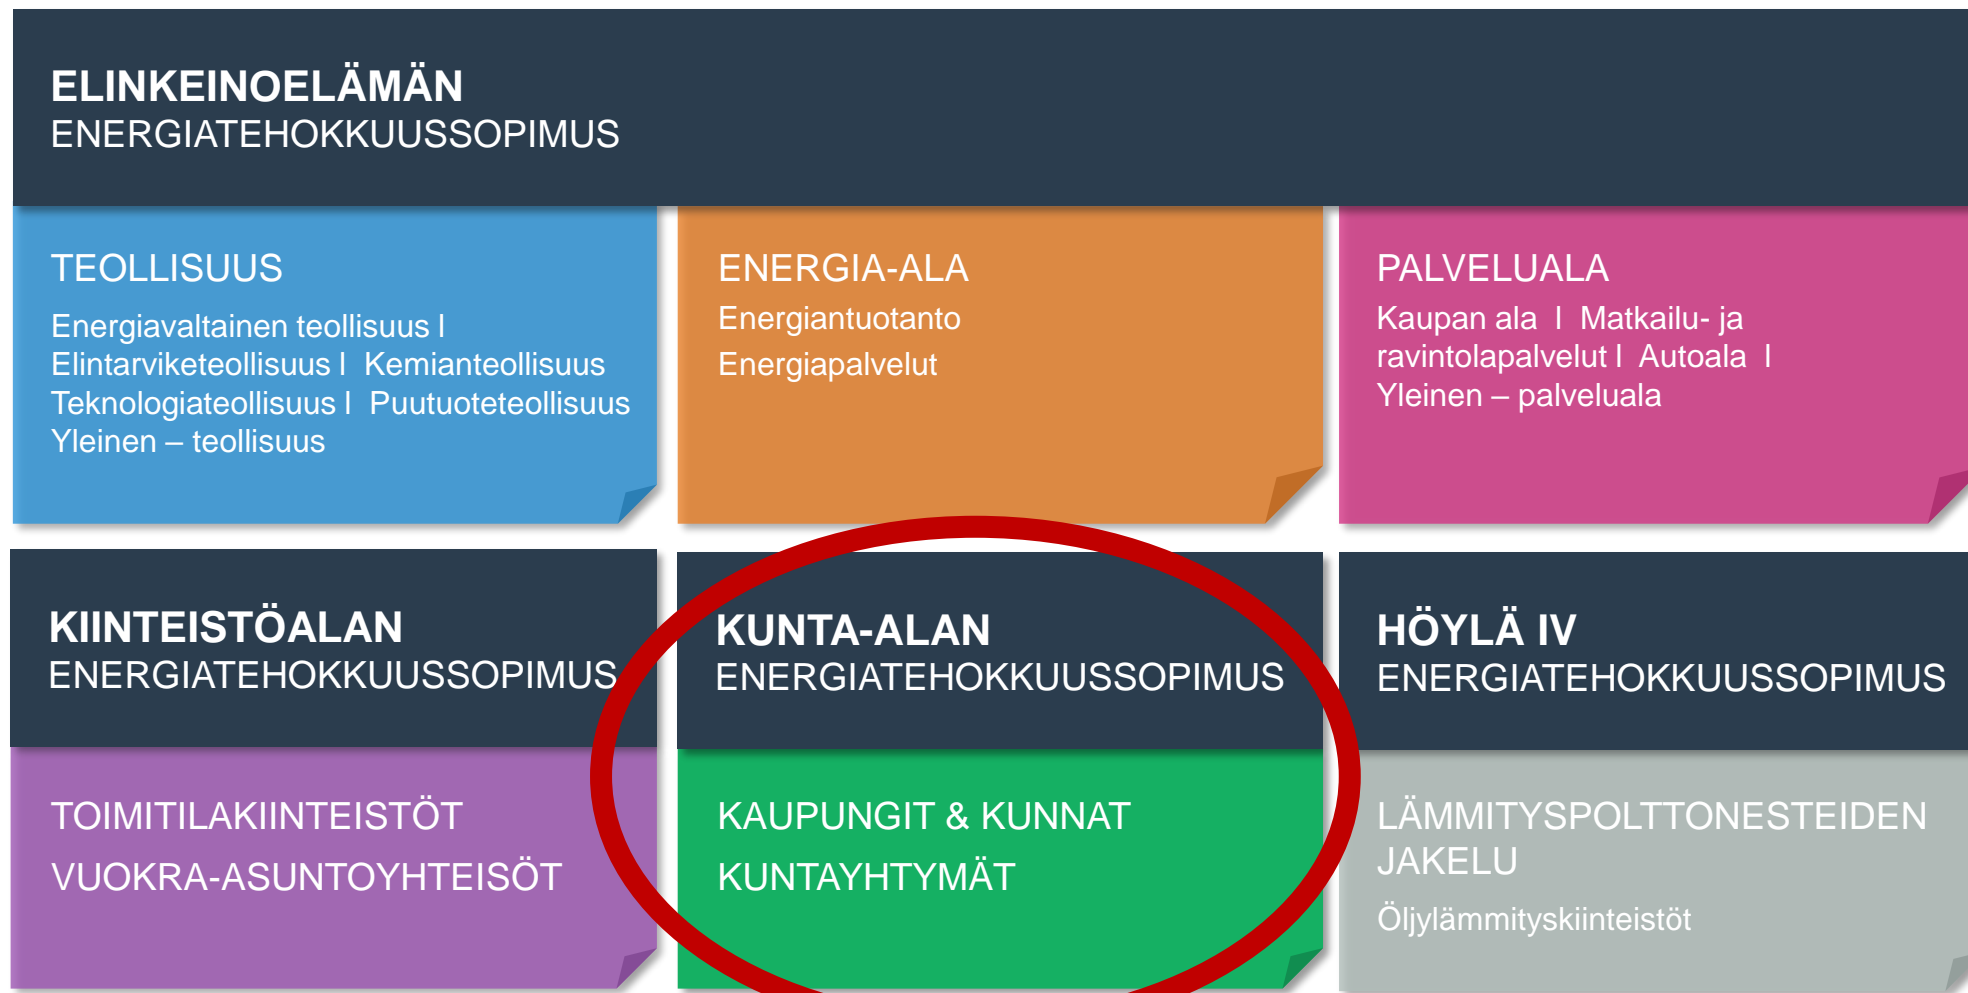 ELINKEINOELÄMÄN
ENERGIATEHOKKUUSSOPIMUS
TEOLLISUUS
Energiavaltainen teollisuus l
Elintarviketeollisuus l Kemianteollisuus
Teknologiateollisuus l Puutuoteteollisuus
Yleinen – teollisuus
ENERGIA-ALA
Energiantuotanto
Energiapalvelut
PALVELUALA
Kaupan ala l Matkailu- ja
ravintolapalvelut l Autoala l
Yleinen – palveluala
KIINTEISTÖALAN
ENERGIATEHOKKUUSSOPIMUS
TOIMITILAKIINTEISTÖT
VUOKRA-ASUNTOYHTEISÖT
KUNTA-ALAN
ENERGIATEHOKKUUSSOPIMUS
KAUPUNGIT & KUNNAT
KUNTAYHTYMÄT
HÖYLÄ IV
ENERGIATEHOKKUUSSOPIMUS
LÄMMITYSPOLTTONESTEIDEN
JAKELU
Öljylämmityskiinteistöt